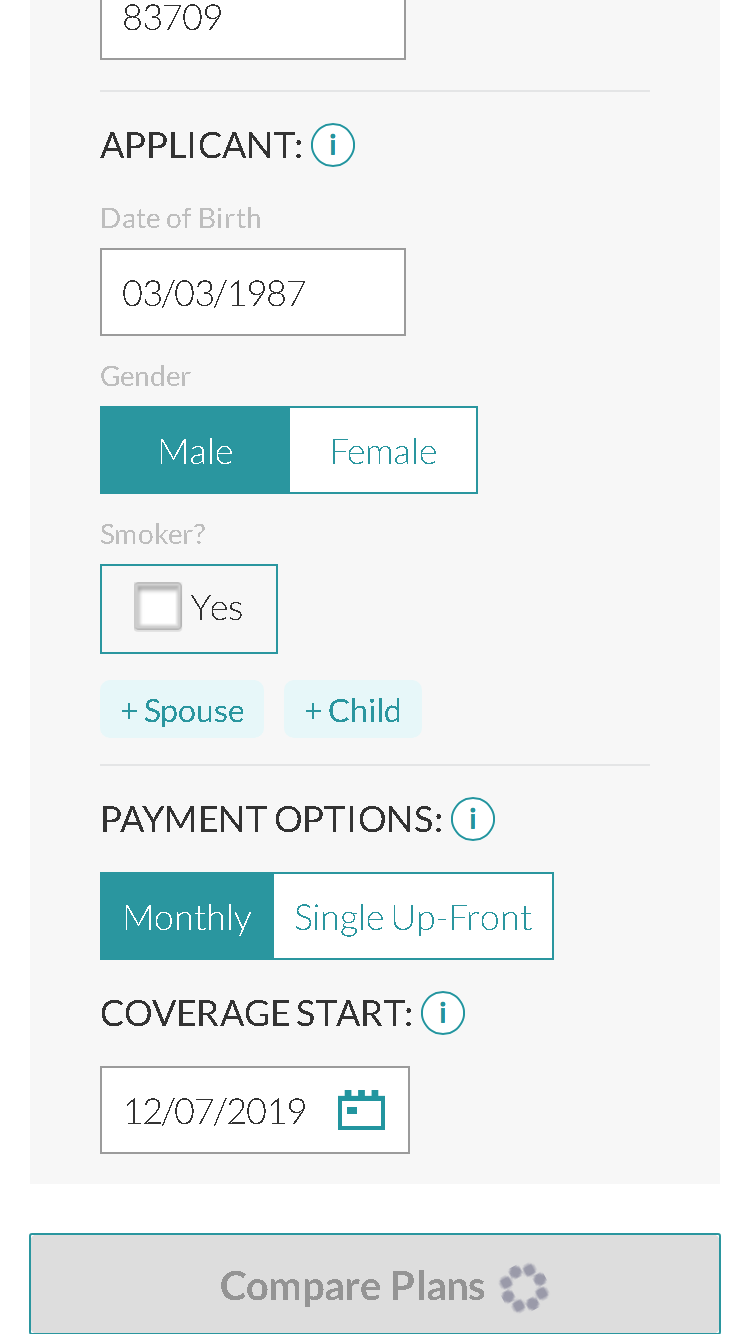 83709
APPLICANT: i
Date of Birth
03/03/1987
Gender
Male Female
Smoker?
Yes
+ Spouse + Child
PAYMENT OPTIONS: i
Monthly Single Up-Front
COVERAGE START: i
12/07/2019
Compare Plans